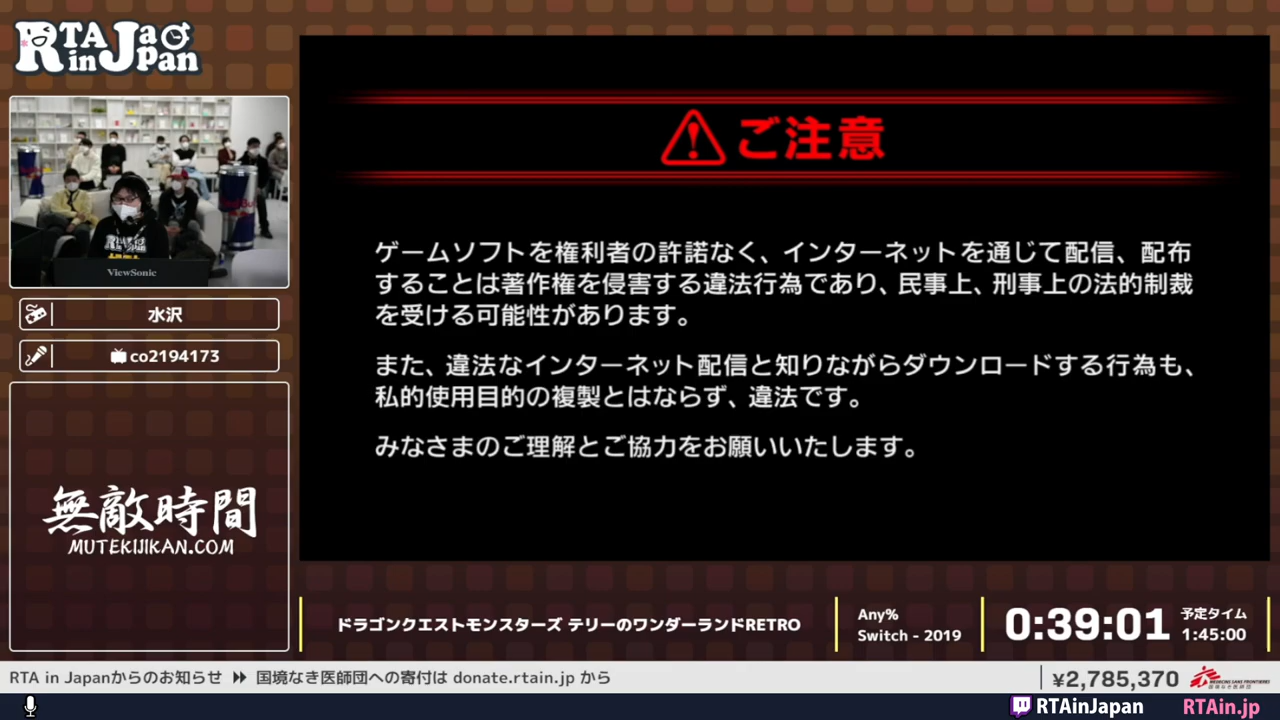 RTA in Japan
ご注意
ゲームソフトを権利者の許諾なく、インターネットを通じて配信、配布
することは著作権を侵害する違法行為であり、民事上、刑事上の法的制裁
を受ける可能性があります。
また、違法なインターネット配信と知りながらダウンロードする行為も、
私的使用目的の複製とはならず、違法です。
みなさまのご理解とご協力をお願いいたします。
ViewSonic
水沢
co2194173
無敵時間
MUTEKIJIKAN.COM
ドラゴンクエストモンスターズ テリーのワンダーランドRETRO
Any%
Switch - 2019
0:39:01
予定タイム
1:45:00
RTA in Japanからのお知らせ 国境なき医師団への寄付は donate.rtain.jp から
¥2,785,370
MEDECINS SANS FRONTIERES
国境なき医師団
RTAinJapan
RTAin.jp